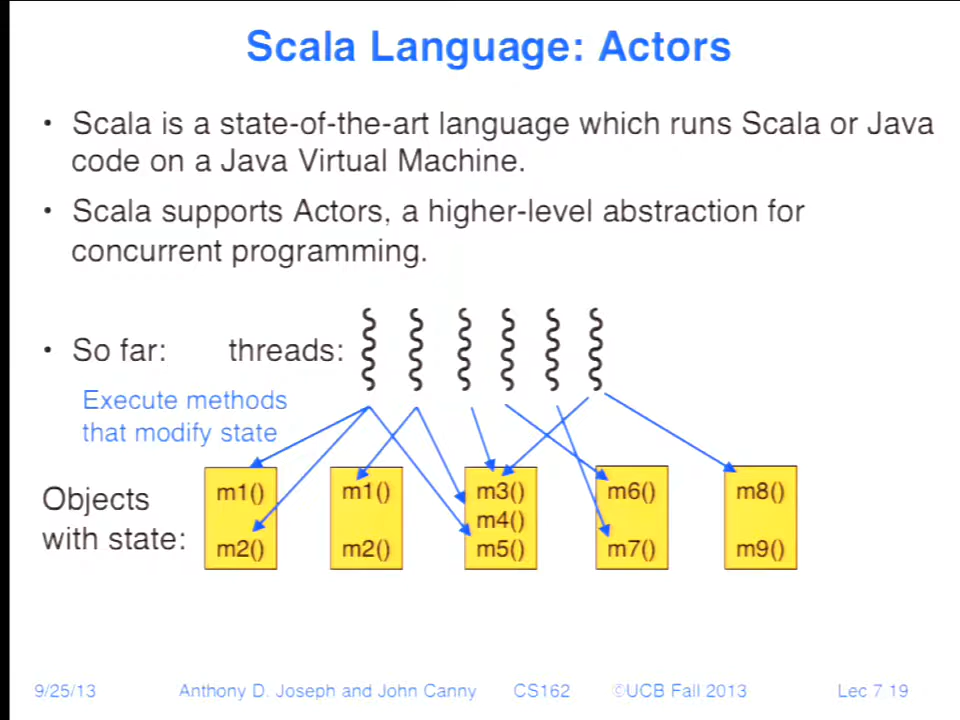 Scala Language: Actors
• Scala is a state-of-the-art language which runs Scala or Java
code on a Java Virtual Machine.
• Scala supports Actors, a higher-level abstraction for
concurrent programming.
• So far: threads:
Execute methods
that modify state
Objects
with state:
m1()
m2()
m1()
m2()
m3()
m4()
m5()
m6()
m7()
m8()
m9()
9/25/13 Anthony D. Joseph and John Canny CS162 ©UCB Fall 2013 Lec 7 19